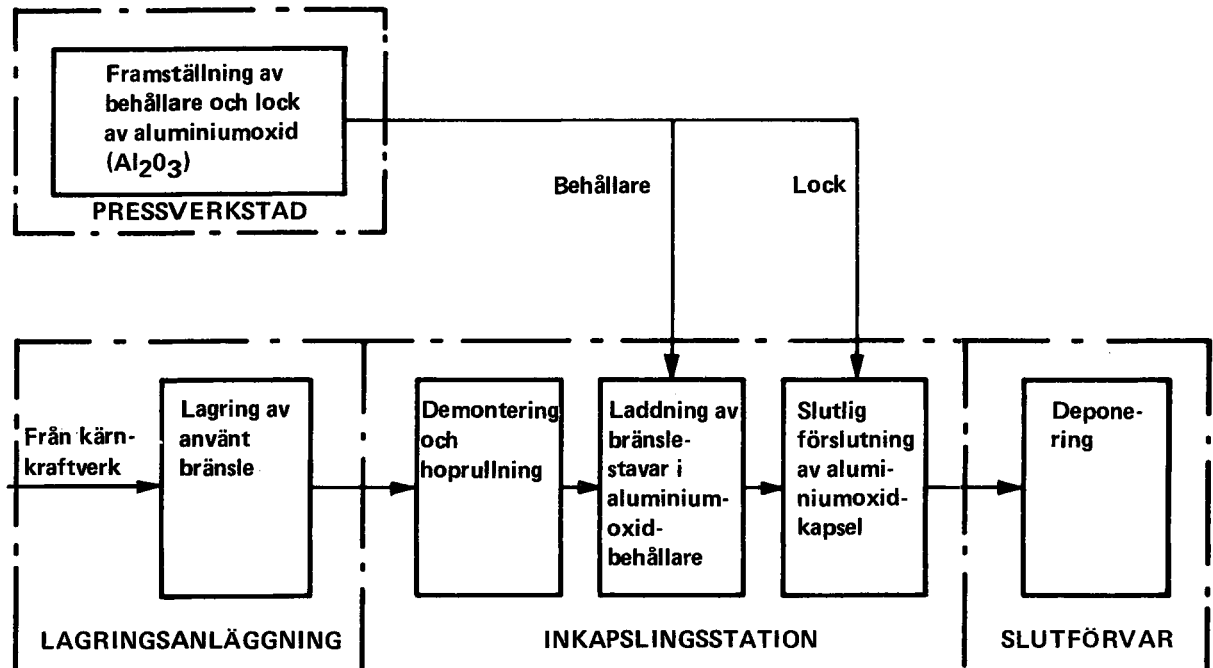 Framställning av
behållare och lock
av aluminiumoxid
(Al2O3)
PRESSVERKSTAD
Behållare
Lock
Från kärn-
kraftverk
Lagring av
använt
bränsle
Demontering
och
hoprullning
Laddning av
bränsle-
stavar i
aluminium-
oxid-
behållare
Slutlig
förslutning
av alumi-
niumoxid-
kapsel
Depone-
ring
LAGRINGSANLÄGGNING
INKAPSLINGSSTATION
SLUTFÖRVAR